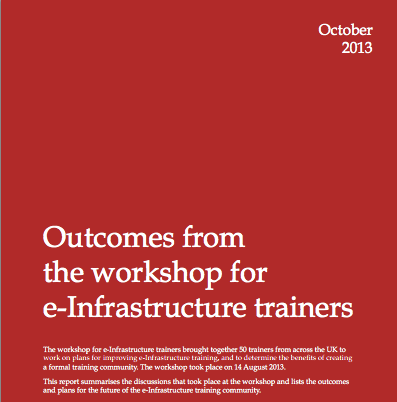 October
2013
Outcomes from
the workshop for
e-Infrastructure trainers
The workshop for e-Infrastructure trainers brought together 50 trainers from across the UK to
work on plans for improving e-Infrastructure training, and to determine the benefits of creating
a formal training community. The workshop took place on 14 August 2013.
This report summarises the discussions that took place at the workshop and lists the outcomes
and plans for the future of the e-Infrastructure training community.